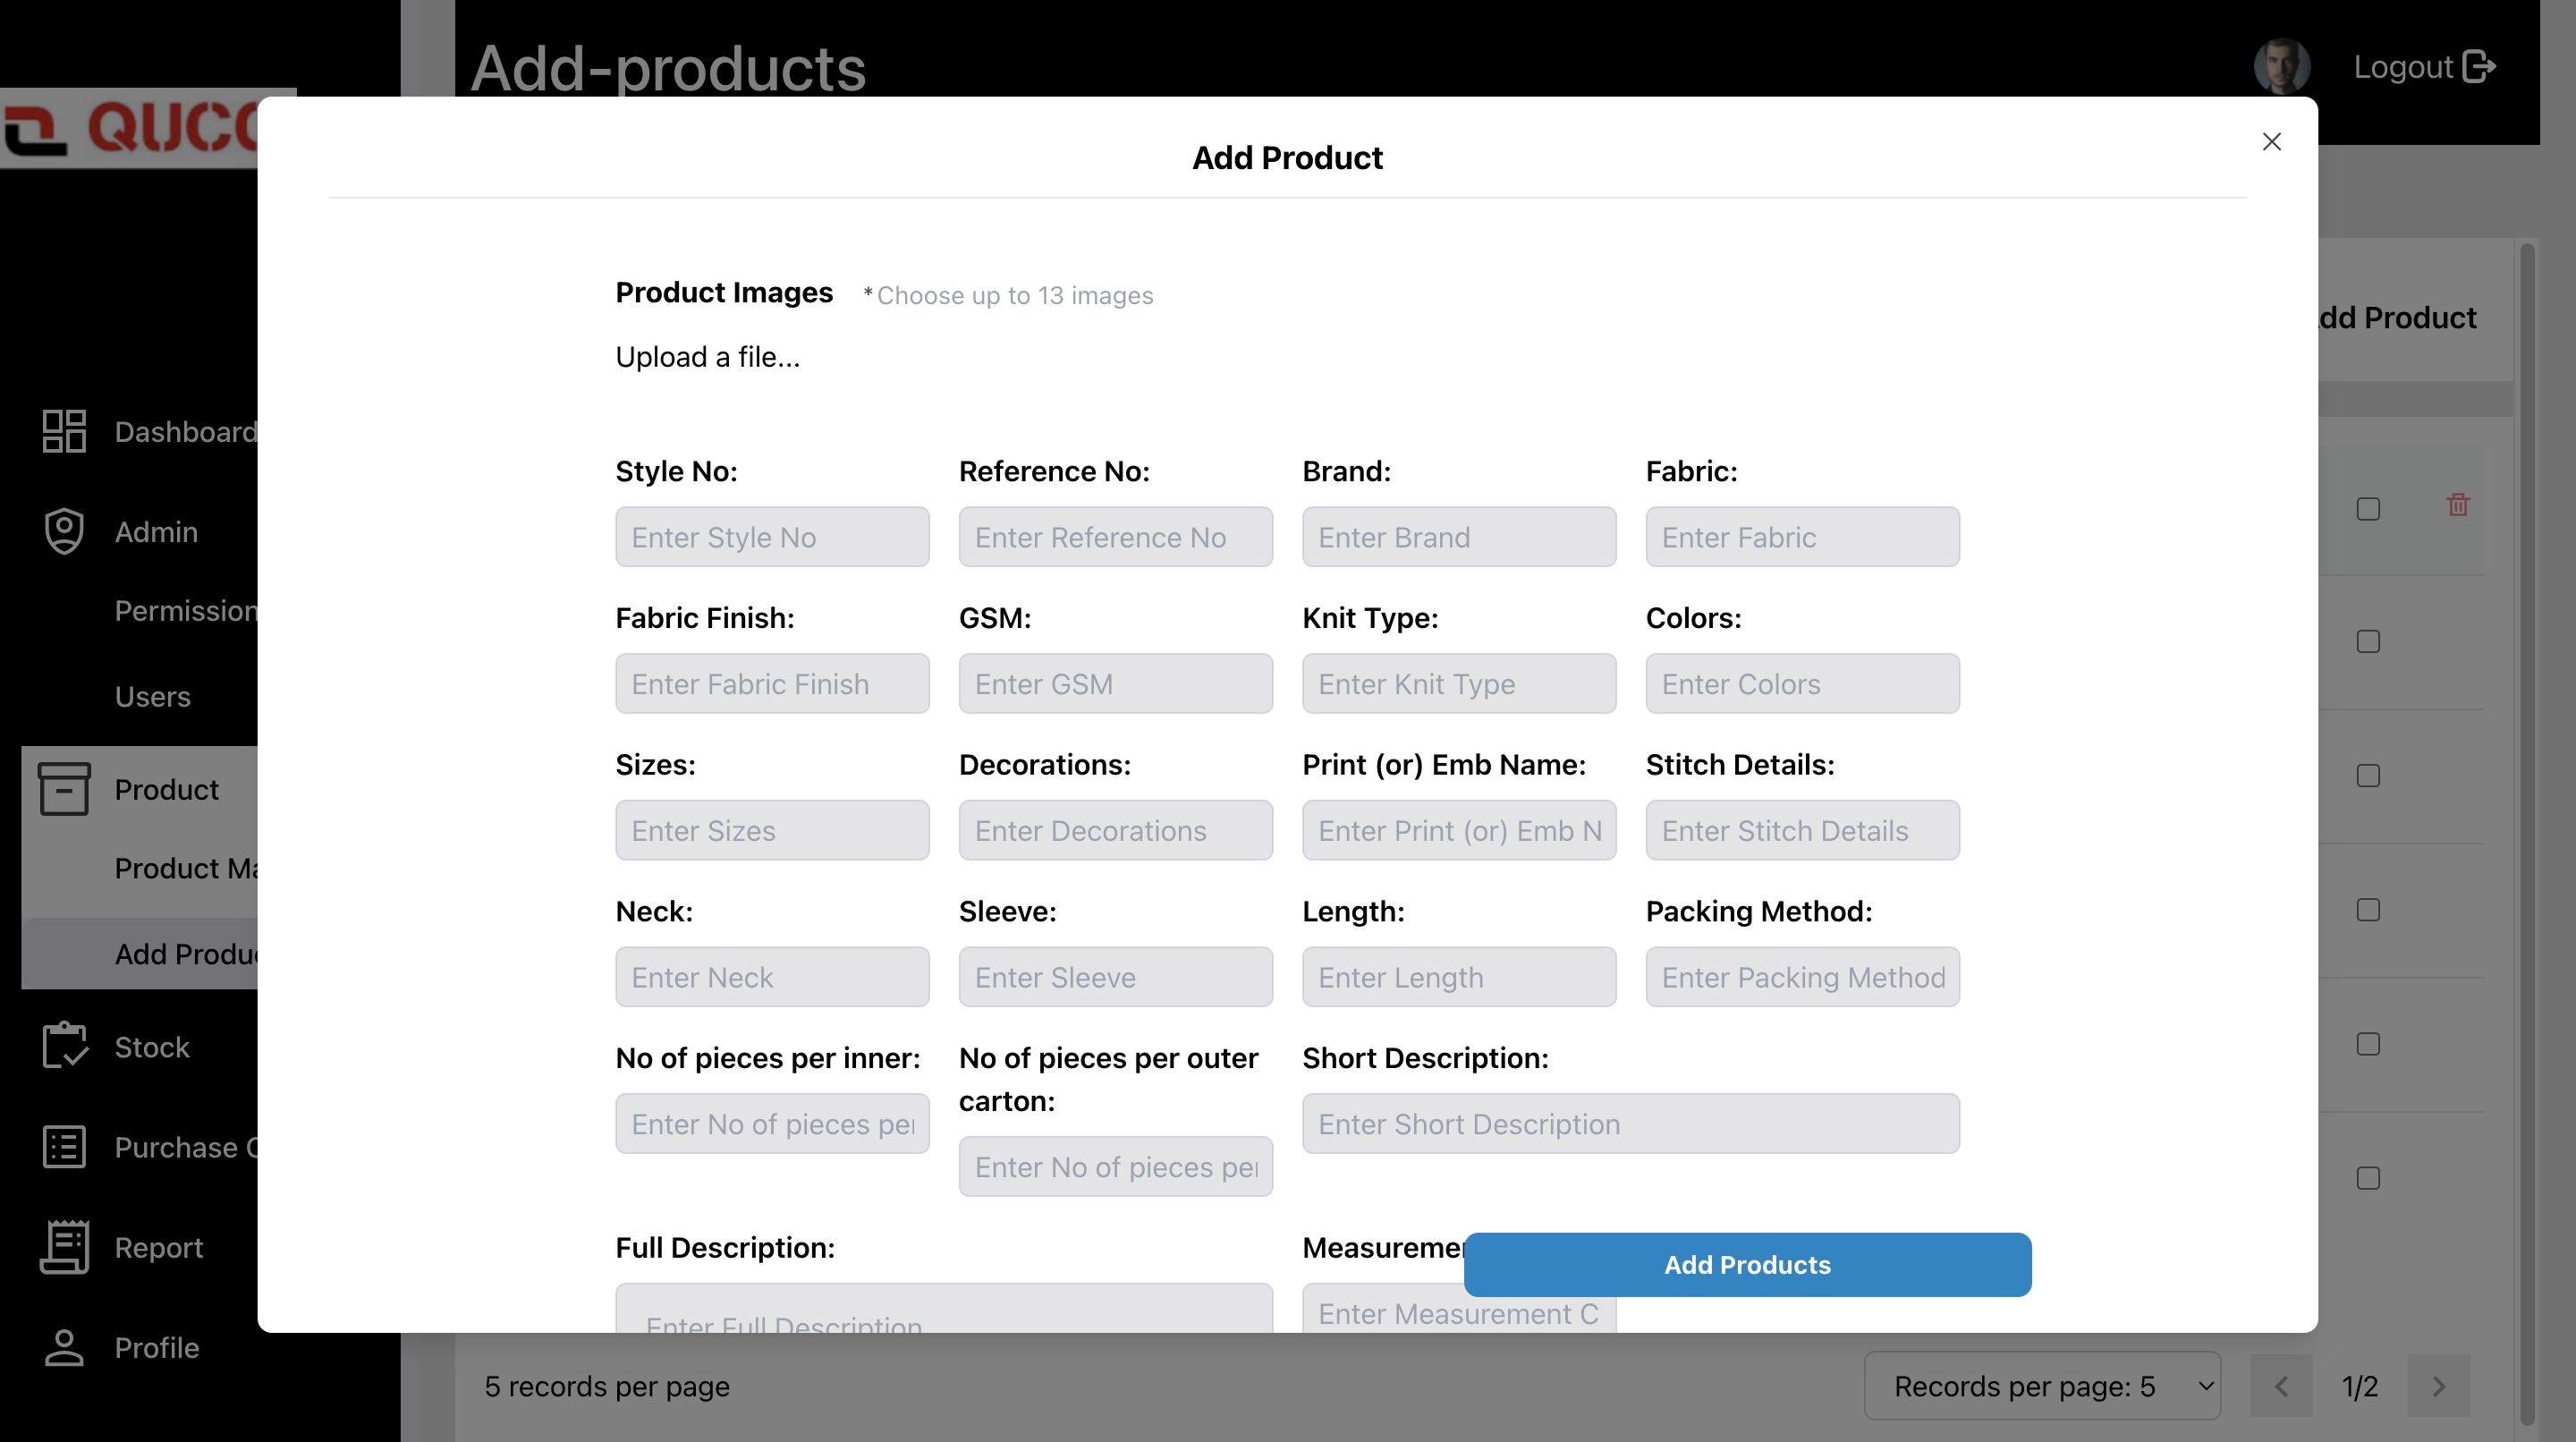 Add-products
Logout
QUCO
Add Product
Product Images * Choose up to 13 images
Upload a file...
dd Product
Dashboard
Admin
Permission
Users
Product
Product Ma
Add Produc
Stock
Purchase O
Report
Profile
Style No: Reference No: Brand: Fabric:
Enter Style No Enter Reference No Enter Brand Enter Fabric
Fabric Finish: GSM: Knit Type: Colors:
Enter Fabric Finish Enter GSM Enter Knit Type Enter Colors
Sizes: Decorations: Print (or) Emb Name: Stitch Details:
Enter Sizes Enter Decorations Enter Print (or) Emb N Enter Stitch Details
Neck: Sleeve: Length: Packing Method:
Enter Neck Enter Sleeve Enter Length Enter Packing Method
No of pieces per inner: No of pieces per outer carton: Short Description:
Enter No of pieces per Enter No of pieces per Enter Short Description
Full Description: Measuremen
Add Products
Enter Full Description Enter Measurement C
5 records per page Records per page: 5 1/2